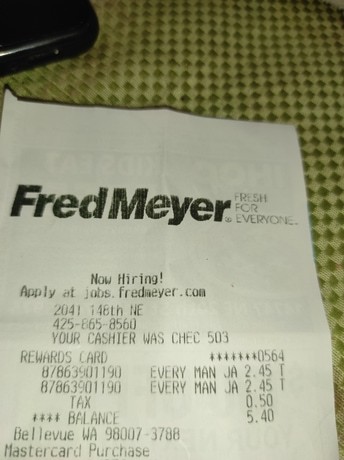 FredMeyer® FRESH
FOR
EVERYONE™
Now Hiring!
Apply at jobs.fredmeyer.com
2041 148th NE
425-865-8560
YOUR CASHIER WAS CHEC 503
REWARDS CARD *******0564
87863901190 EVERY MAN JA 2.45 T
87863901190 EVERY MAN JA 2.45 T
TAX 0.50
**** BALANCE 5.40
Bellevue WA 98007-3788
Mastercard Purchase